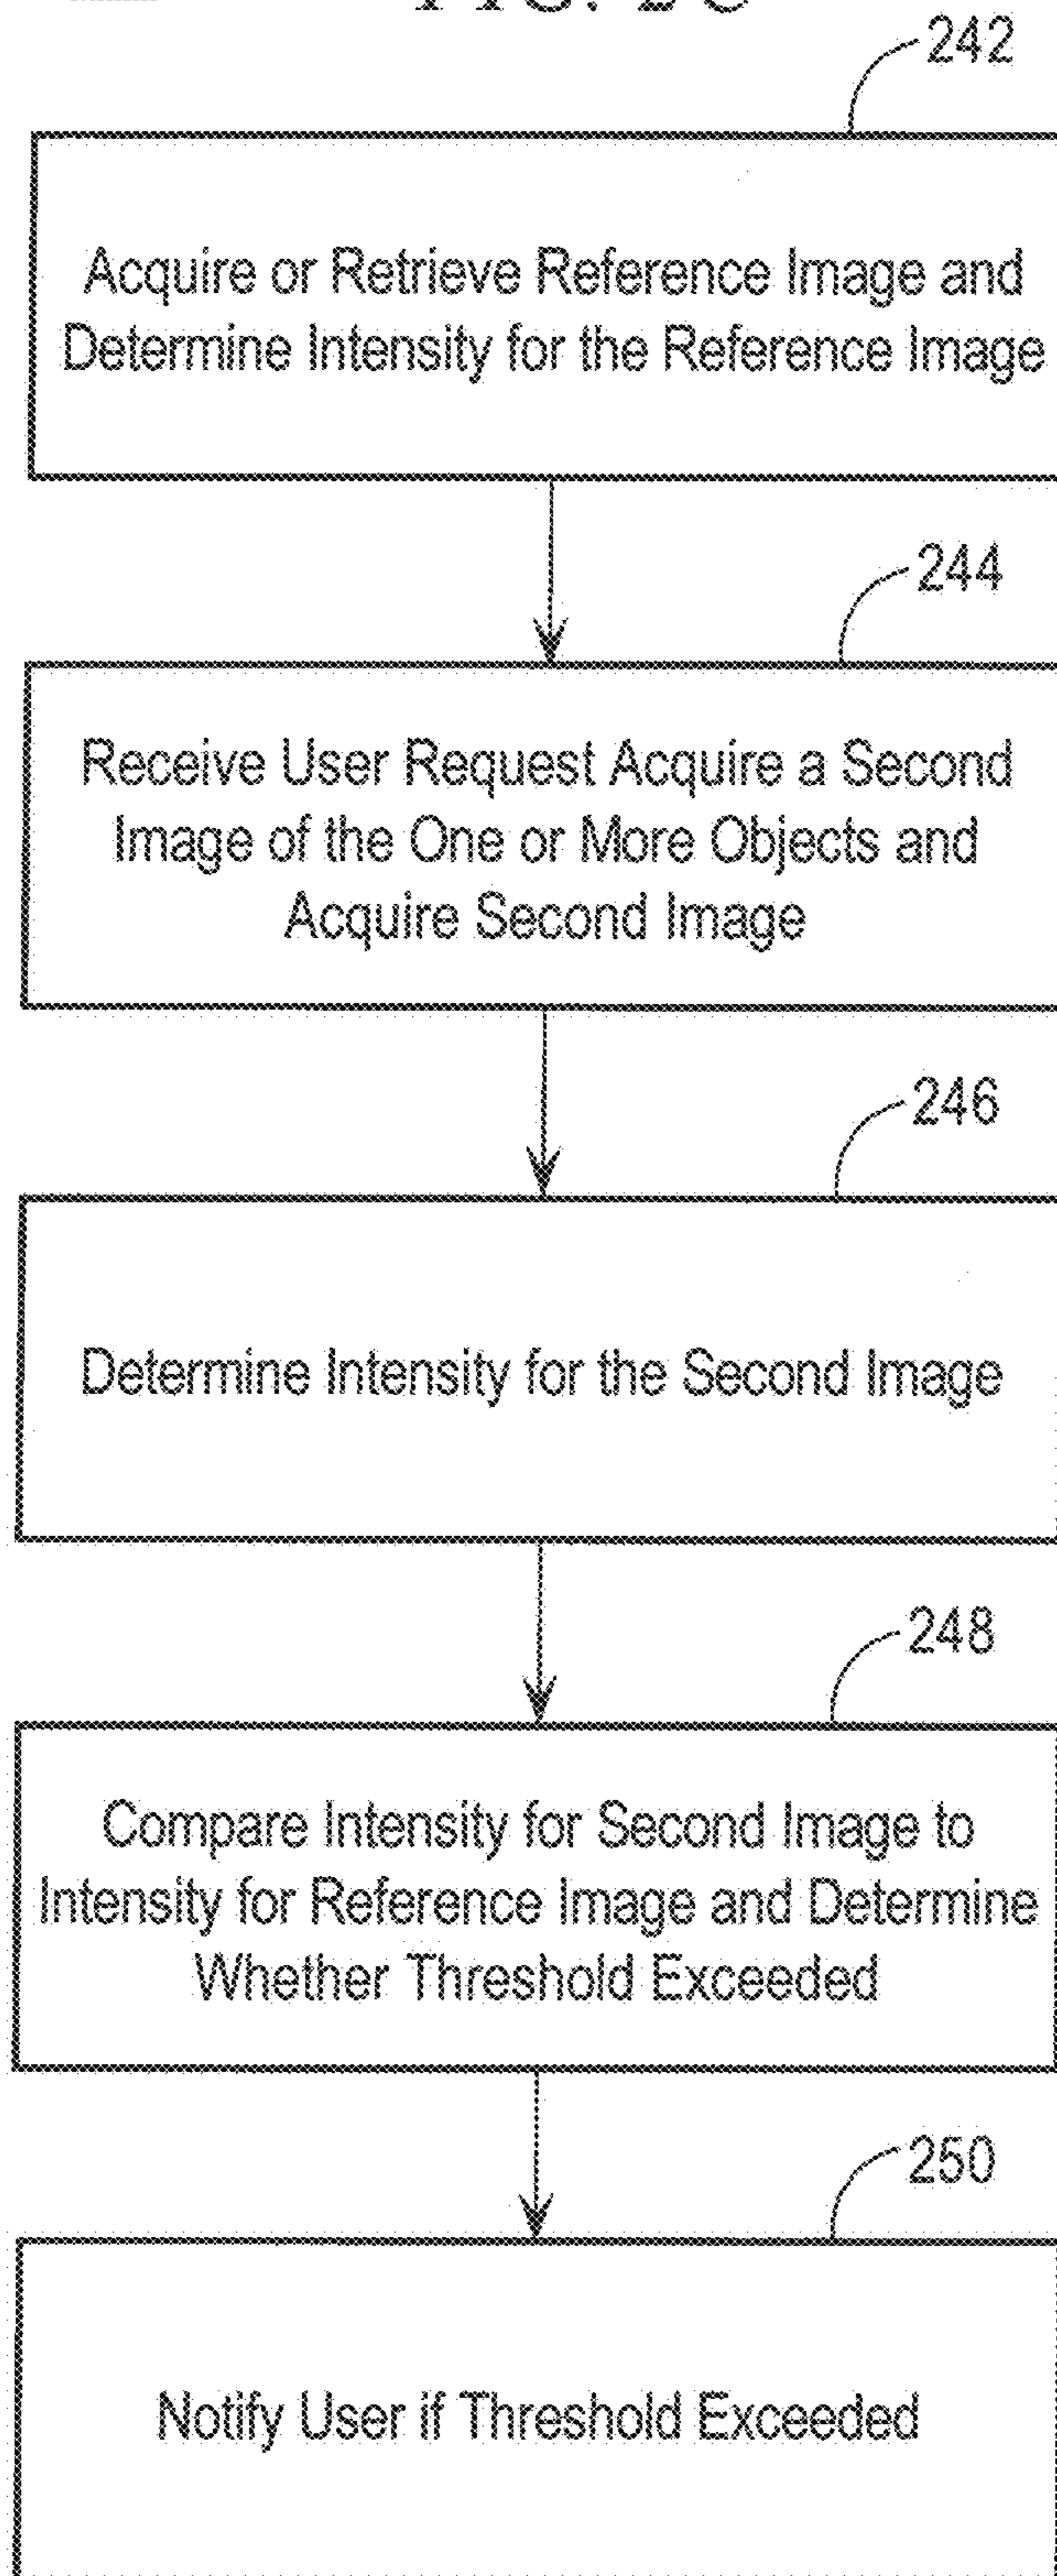 FIG. 2C
242
Acquire or Retrieve Reference Image and
Determine Intensity for the Reference Image
244
Receive User Request Acquire a Second
Image of the One or More Objects and
Acquire Second Image
246
Determine Intensity for the Second Image
248
Compare Intensity for Second Image to
Intensity for Reference Image and Determine
Whether Threshold Exceeded
250
Notify User if Threshold Exceeded